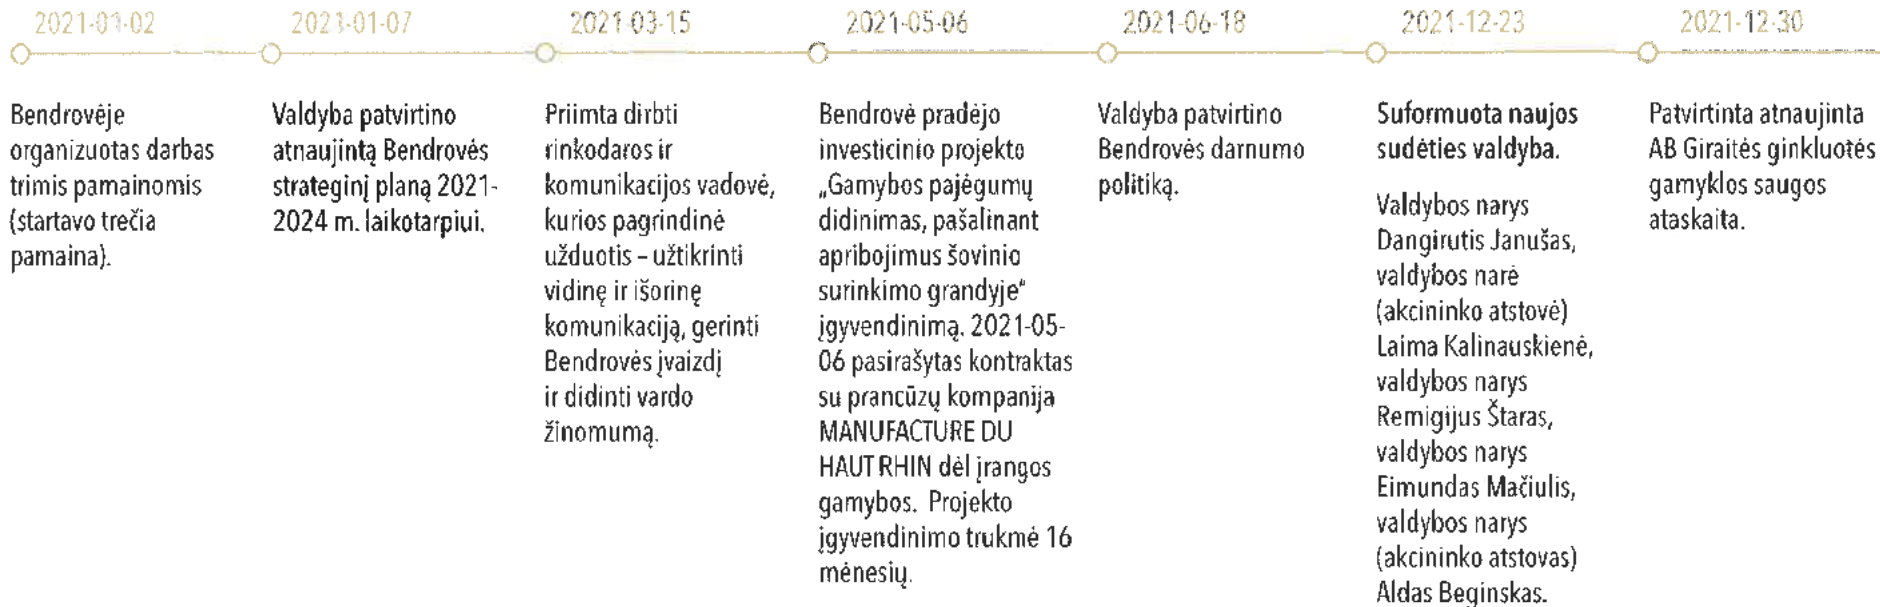 2021-01-02
Bendrovėje
organizuotas darbas
trimis pamainomis
(startavo trečia
pamaina).
2021-01-07
Valdyba patvirtino
atnaujintą Bendrovės
strateginį planą 2021-
2024 m. laikotarpiui.
2021-03-15
Priimta dirbti
rinkodaros ir
komunikacijos vadovė,
kurios pagrindinė
užduotis – užtikrinti
vidinę ir išorinę
komunikaciją, gerinti
Bendrovės įvaizdį
ir didinti vardo
žinomumą.
2021-05-06
Bendrovė pradėjo
investicinio projekto
„Gamybos pajėgumų
didinimas, pašalinant
apribojimus šovinio
surinkimo grandyje"
įgyvendinimą. 2021-05-
06 pasirašytas kontraktas
su prancūzų kompanija
MANUFACTURE DU
HAUT RHIN dėl įrangos
gamybos. Projekto
įgyvendinimo trukmė 16
mėnesių.
2021-06-18
Valdyba patvirtino
Bendrovės darnumo
politiką.
2021-12-23
Suformuota naujos
sudėties valdyba.
Valdybos narys
Dangirutis Janušas,
valdybos narė
(akcininko atstovė)
Laima Kalinauskienė,
valdybos narys
Remigijus Štaras,
valdybos narys
Eimundas Mačiulis,
valdybos narys
(akcininko atstovas)
Aldas Beginskas.
2021-12-30
Patvirtinta atnaujinta
AB Giraitės ginkluotės
gamyklos saugos
ataskaita.